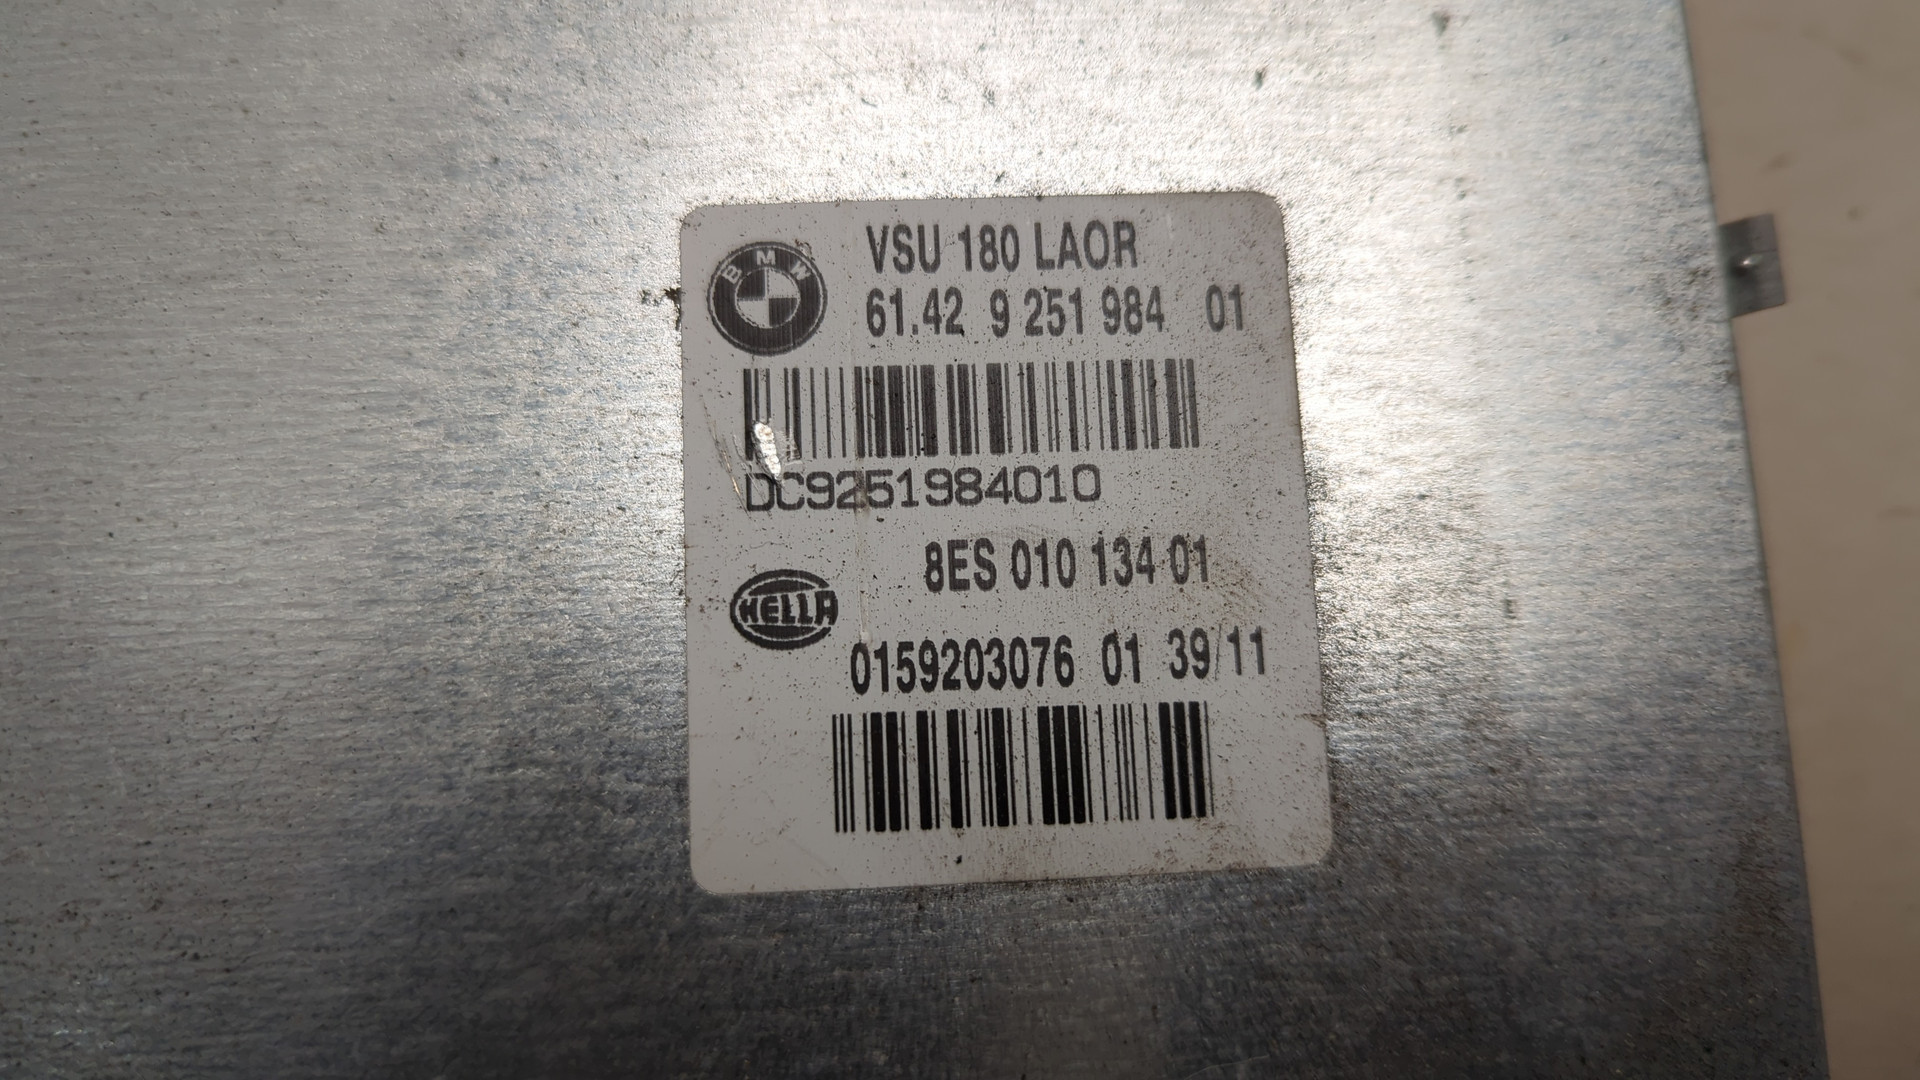 BMW
VSU 180 LAOR
61.42 9 251 984 01
DC9251984010
8ES 010 134 01
HELLA
0159203076 01 39/11